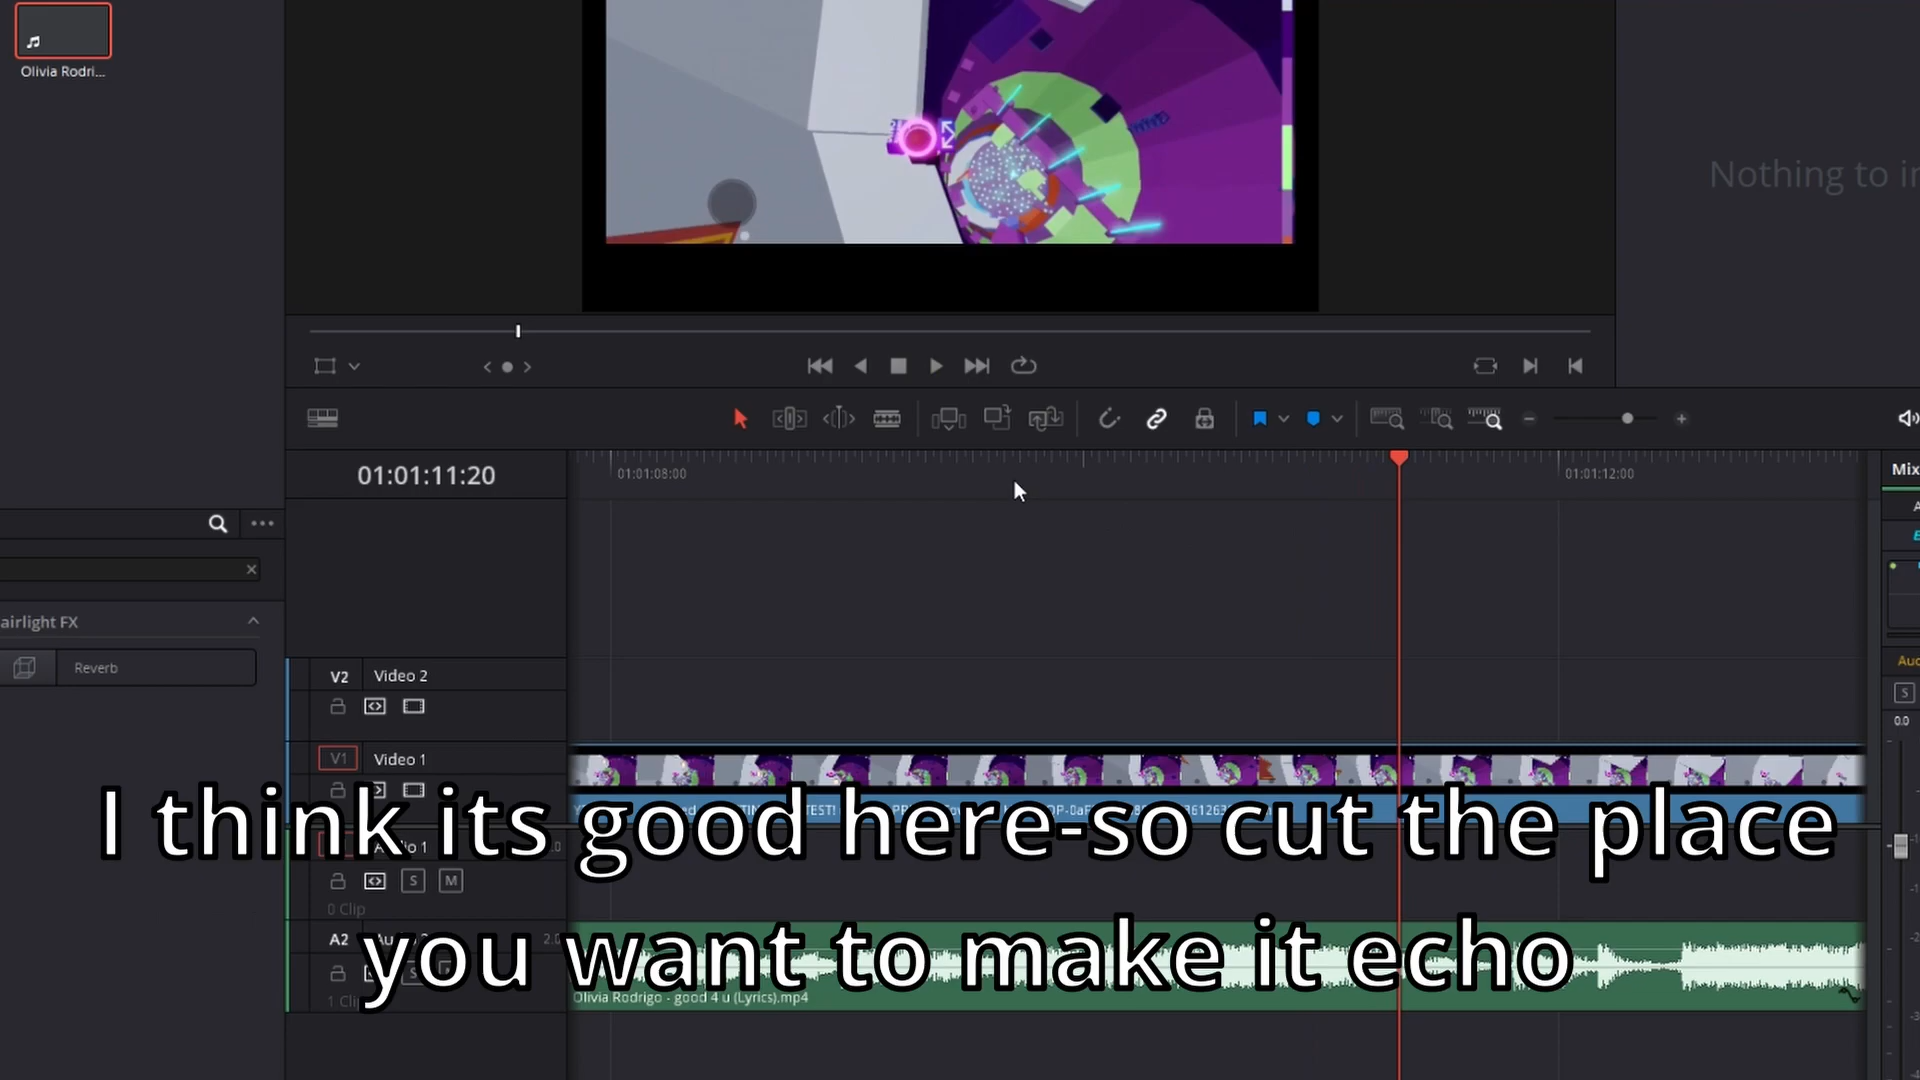 Olivia Rodri...
Nothing to
01:01:11:20
01:01:08:00
01:01:12:00
Mix
airlight FX
Reverb
V2 Video 2
V1 Video 1
S
0.0
I think its good here-so cut the place
S M
0 Clip
A2
you want to make it echo
Olivia Rodrigo - good 4 u (Lyrics).mp4